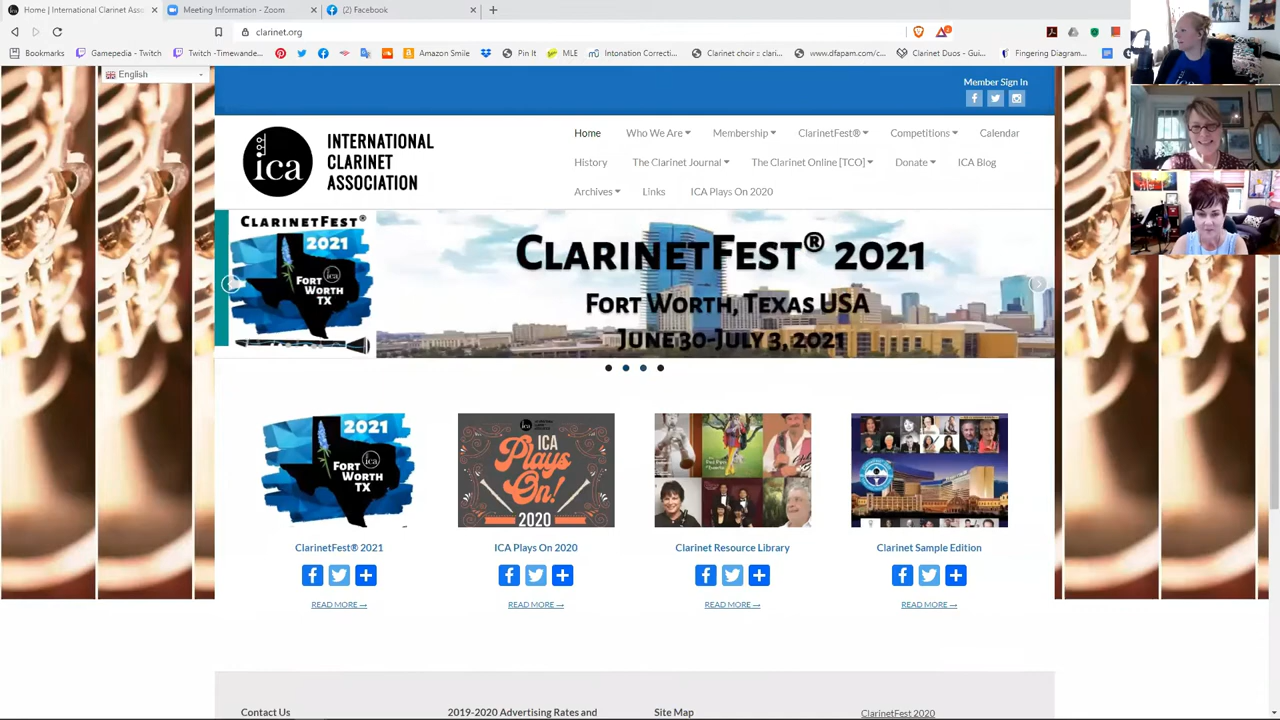 Home | International Clarinet Asso
Meeting Information - Zoom
(2) Facebook
clarinet.org
Bookmarks
Gamepedia - Twitch
Twitch -Timewande...
Amazon Smile
Pin It
MLE
Intonation Correcti...
Clarinet choir :: clari...
www.dfapam.com/c...
Clarinet Duos - Gui...
Fingering Diagram...
English
Member Sign In
ica
INTERNATIONAL
CLARINET
ASSOCIATION
Home
Who We Are
Membership
ClarinetFest®
Competitions
Calendar
History
The Clarinet Journal
The Clarinet Online [TCO]
Donate
ICA Blog
Archives
Links
ICA Plays On 2020
CLARINETFEST®
2021
ica
FORT
WORTH
TX
CLARINETFEST® 2021
FORT WORTH, TEXAS USA
JUNE 30-JULY 3, 2021
2021
ica
FORT
WORTH
TX
ica
ICA
Plays
On!
2020
ClarinetFest® 2021
ICA Plays On 2020
Clarinet Resource Library
Clarinet Sample Edition
READ MORE →
READ MORE →
READ MORE →
READ MORE →
Contact Us
2019-2020 Advertising Rates and
Site Map
ClarinetFest 2020